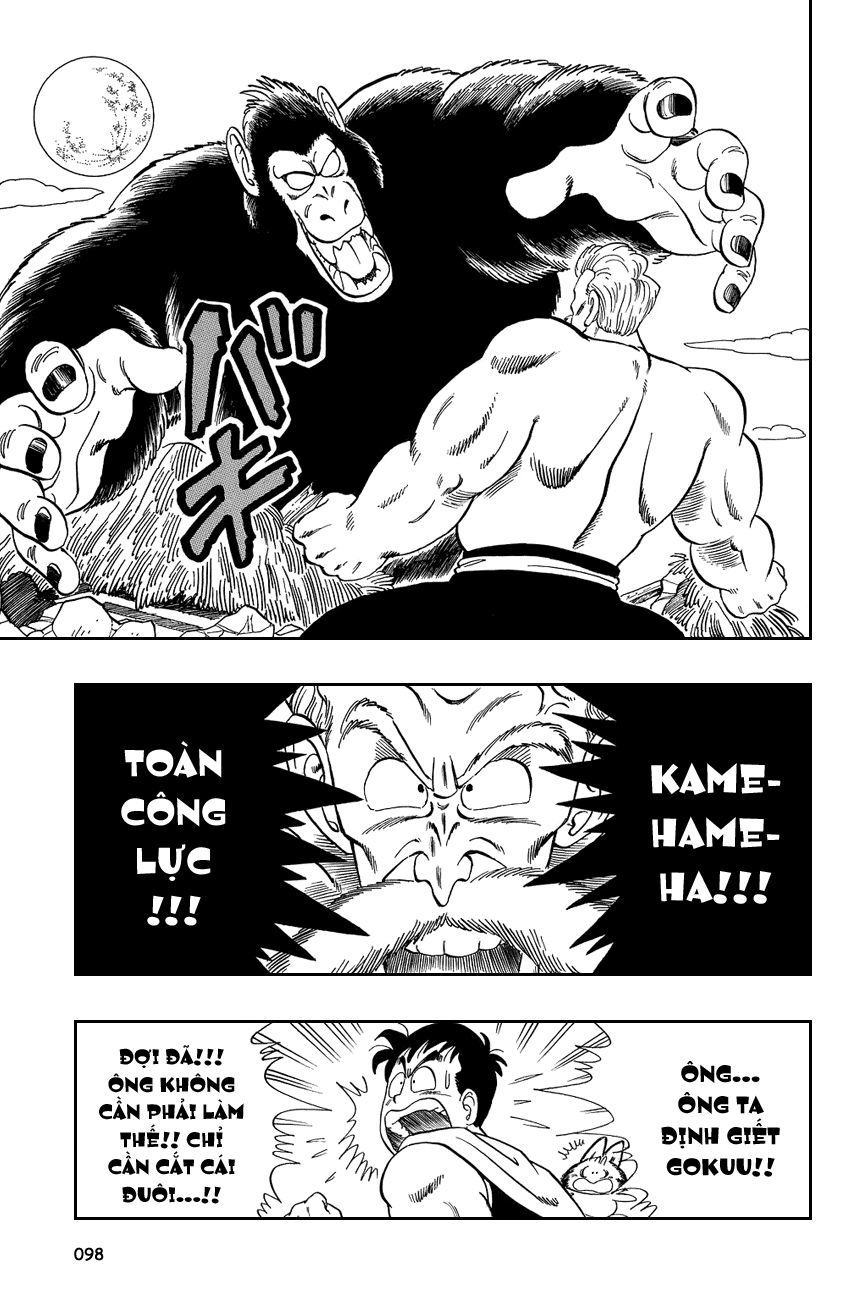 バキ
KAME-
HAME-
HA!!!
TOÀN
CÔNG
LỰC
!!!
ÔNG...
ÔNG TA
ĐỊNH GIẾT
GOKUU!!
ĐỢI ĐÃ!!!
ÔNG KHÔNG
CẦN PHẢI LÀM
THẾ!! CHỈ
CẦN CẮT CÁI
ĐUÔI...!!
098